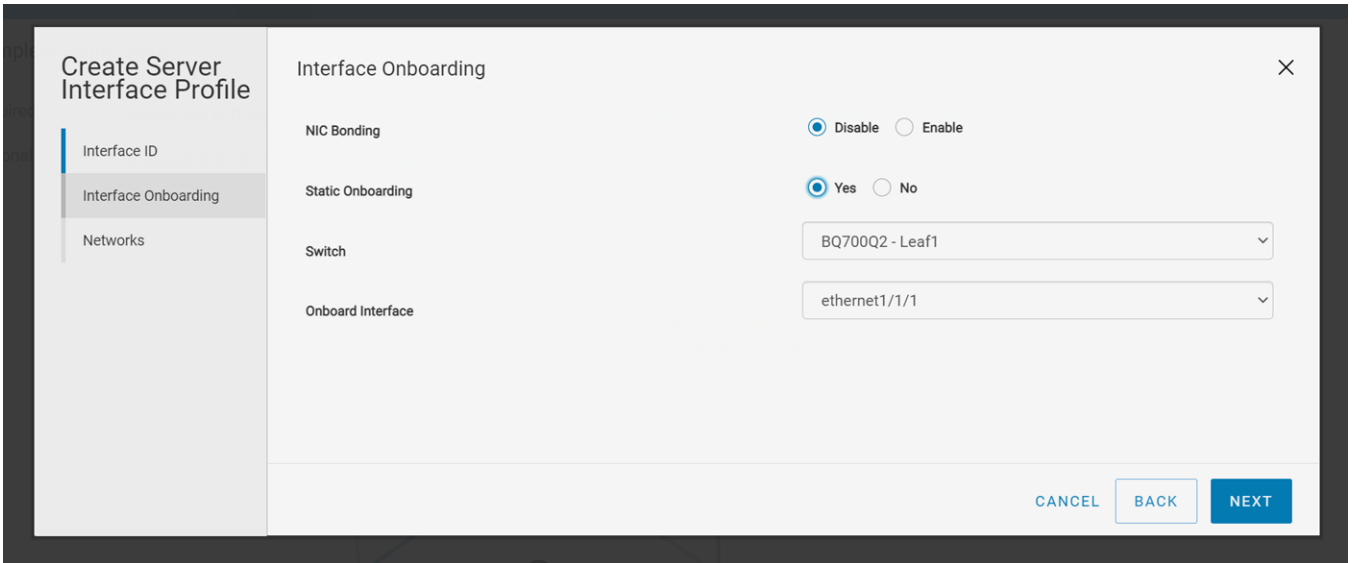 Create Server
Interface Profile
Interface ID
Interface Onboarding
Networks
Interface Onboarding
NIC Bonding
Disable Enable
Static Onboarding
Yes No
Switch
BQ700Q2 - Leaf1
Onboard Interface
ethernet1/1/1
CANCEL BACK NEXT